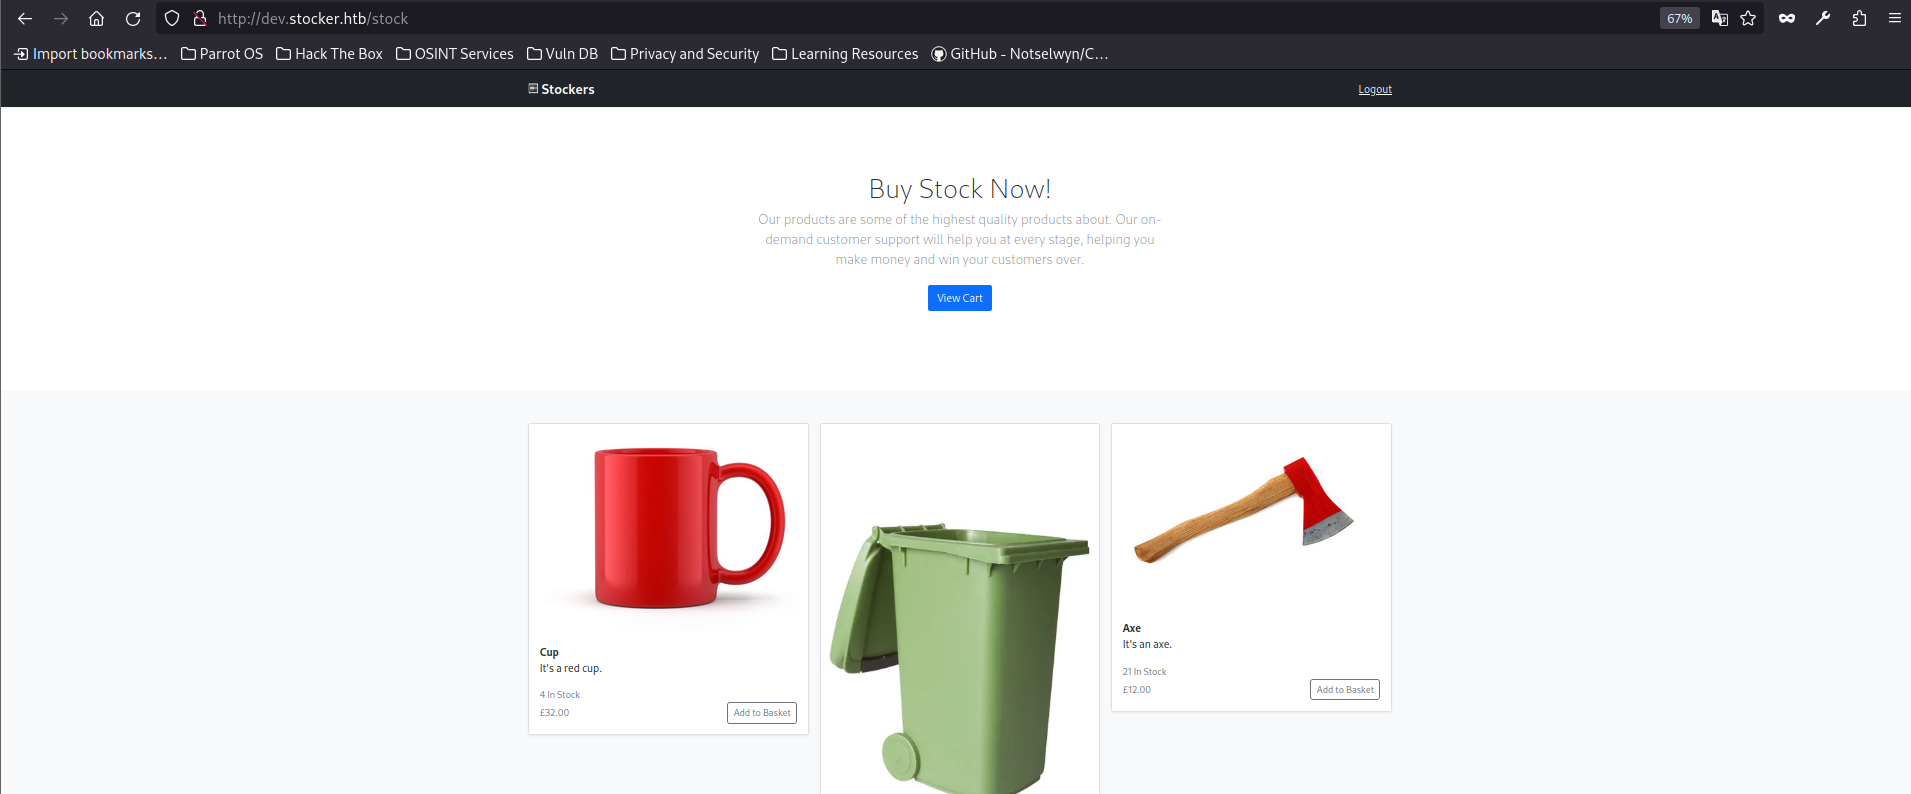 http://dev.stocker.htb/stock
67%
Import bookmarks...
Parrot OS
Hack The Box
OSINT Services
Vuln DB
Privacy and Security
Learning Resources
GitHub - Notselwyn/C...
Stockers
Logout
Buy Stock Now!
Our products are some of the highest quality products about. Our on-
demand customer support will help you at every stage, helping you
make money and win your customers over.
View Cart
Cup
It's a red cup.
4 In Stock
£32.00
Add to Basket
Axe
It's an axe.
21 In Stock
£12.00
Add to Basket